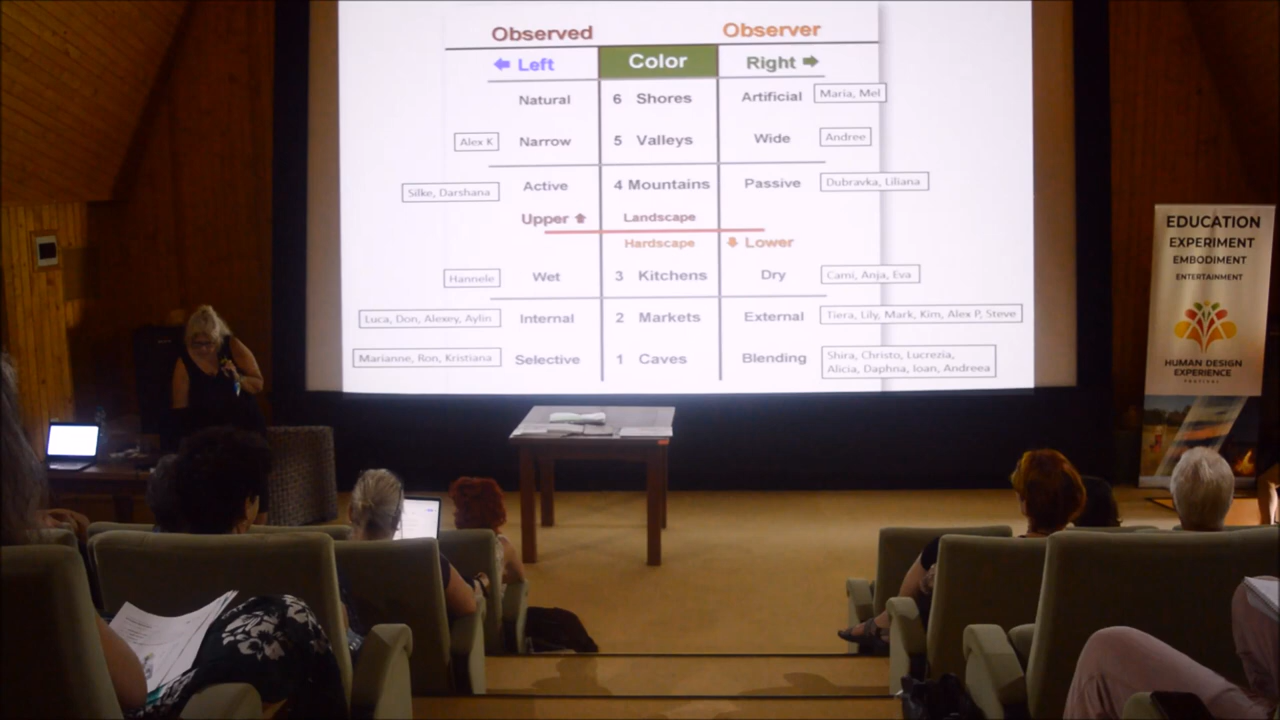 Observed Observer
Left Color Right
Natural 6 Shores Artificial Maria, Mel
Alex K Narrow 5 Valleys Wide Andree
Silke, Darshana Active 4 Mountains Passive Dubravka, Liliana
Upper Landscape
Hardscape Lower
Hannele Wet 3 Kitchens Dry Cami, Anja, Eva
Luca, Don, Alexey, Aylin Internal 2 Markets External Tiera, Lily, Mark, Kim, Alex P, Steve
Marianne, Ron, Kristiana Selective 1 Caves Blending Shira, Christo, Lucrezia,
Alicia, Daphna, Ioan, Andreea
EDUCATION
EXPERIMENT
EMBODIMENT
ENTERTAINMENT
HUMAN DESIGN
EXPERIENCE
FESTIVAL